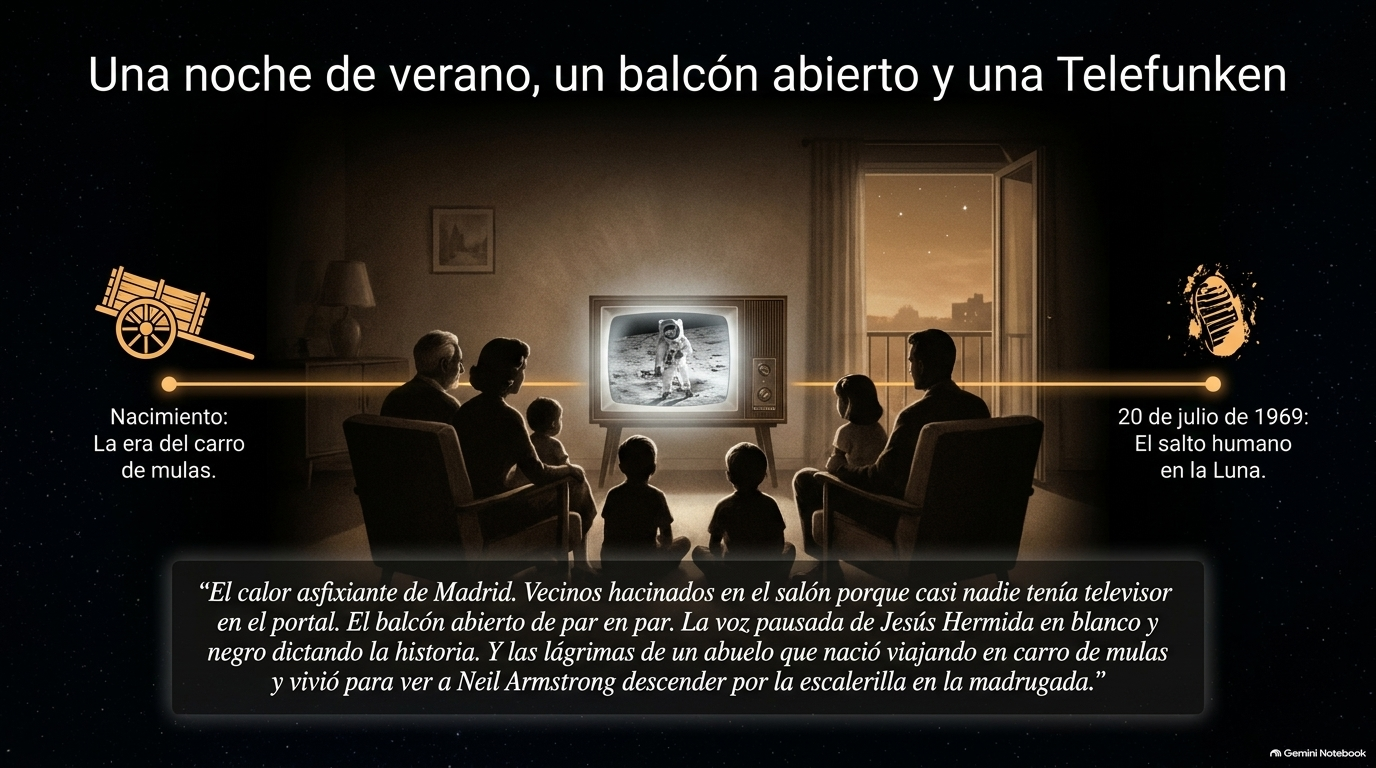 Una noche de verano, un balcón abierto y una Telefunken
Nacimiento:
La era del carro
de mulas.
20 de julio de 1969:
El salto humano
en la Luna.
“El calor asfixiante de Madrid. Vecinos hacinados en el salón porque casi nadie tenía televisor
en el portal. El balcón abierto de par en par. La voz pausada de Jesús Hermida en blanco y
negro dictando la historia. Y las lágrimas de un abuelo que nació viajando en carro de mulas
y vivió para ver a Neil Armstrong descender por la escalerilla en la madrugada.”
Gemini Notebook